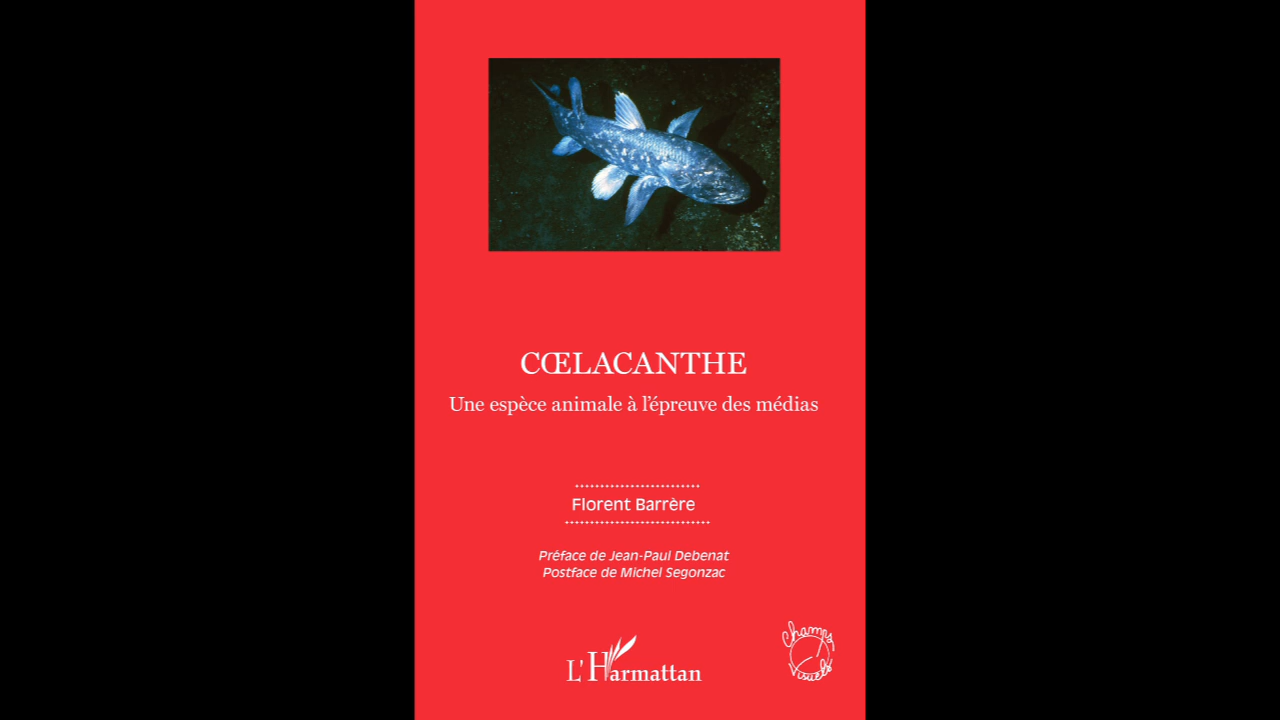 CŒLACANTHE
Une espèce animale à l'épreuve des médias
Florent Barrère
Préface de Jean-Paul Debenat
Postface de Michel Segonzac
L'Harmattan
Champs
Visuels